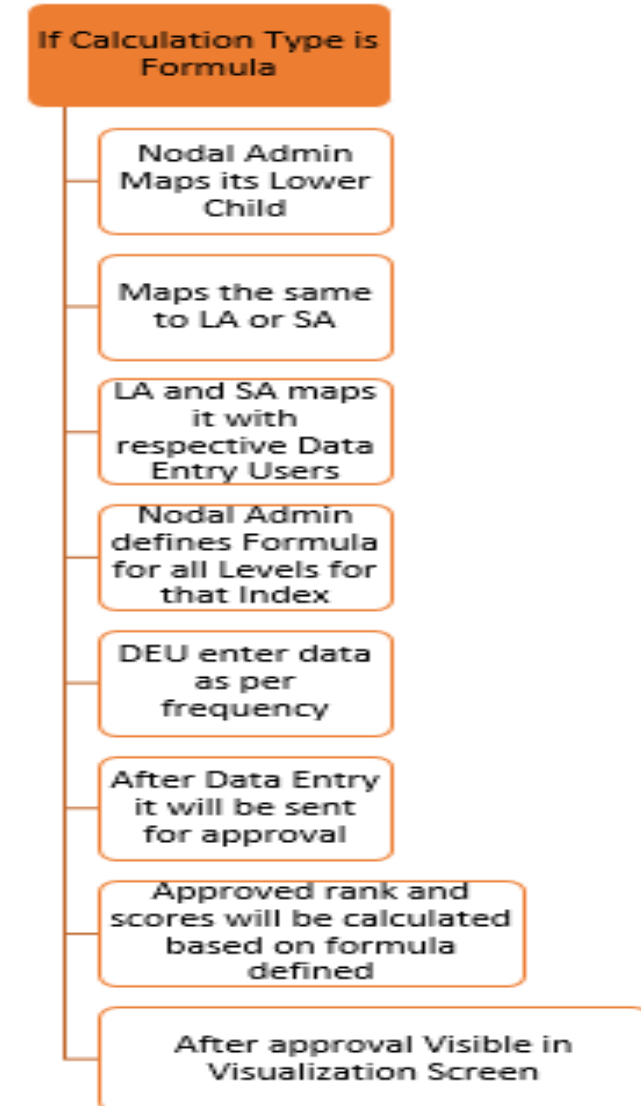 If Calculation Type is
Formula
Nodal Admin
Maps its Lower
Child
Maps the same
to LA or SA
LA and SA maps
it with
respective Data
Entry Users
Nodal Admin
defines Formula
for all Levels for
that Index
DEU enter data
as per
frequency
After Data Entry
it will be sent
for approval
Approved rank and
scores will be calculated
based on formula
defined
After approval Visible in
Visualization Screen